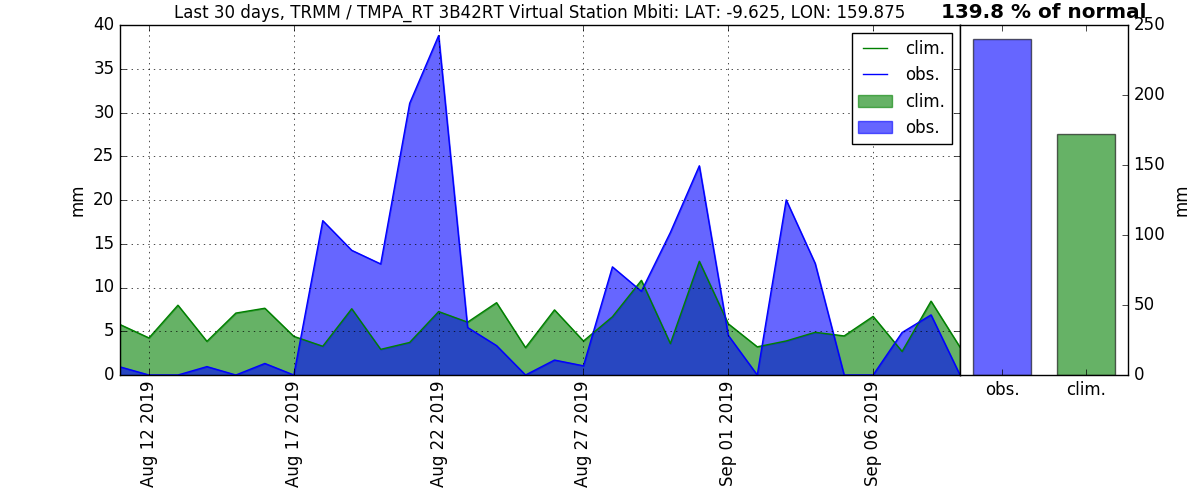 Last 30 days, TRMM / TMPA_RT 3B42RT Virtual Station Mbiti: LAT: -9.625, LON: 159.875
139.8 % of normal
40
35
30
25
20
15
10
5
0
mm
clim.
obs.
clim.
obs.
Aug 12 2019
Aug 17 2019
Aug 22 2019
Aug 27 2019
Sep 01 2019
Sep 06 2019
250
200
150
100
50
0
mm
obs.
clim.